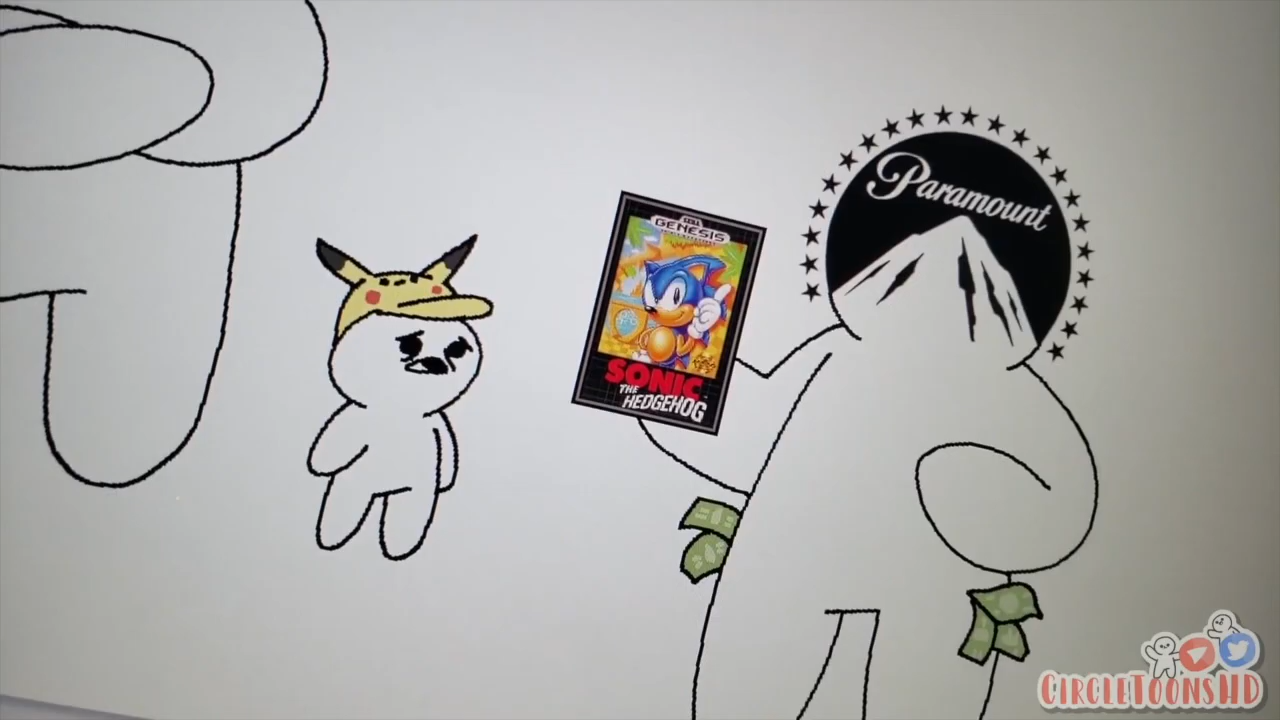 Paramount
SEGA
GENESIS
SONIC
THE
HEDGEHOG
CIRCLETOONSHD